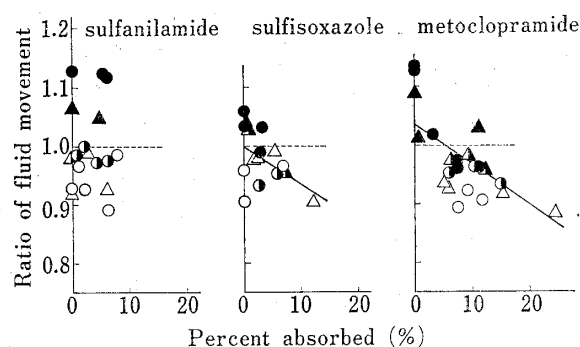 sulfanilamide sulfisoxazole metoclopramide
Ratio of fluid movement
1.2
1.1
1.0
0.9
0.8
0 10 20 0 10 20 0 10 20
Percent absorbed (%)